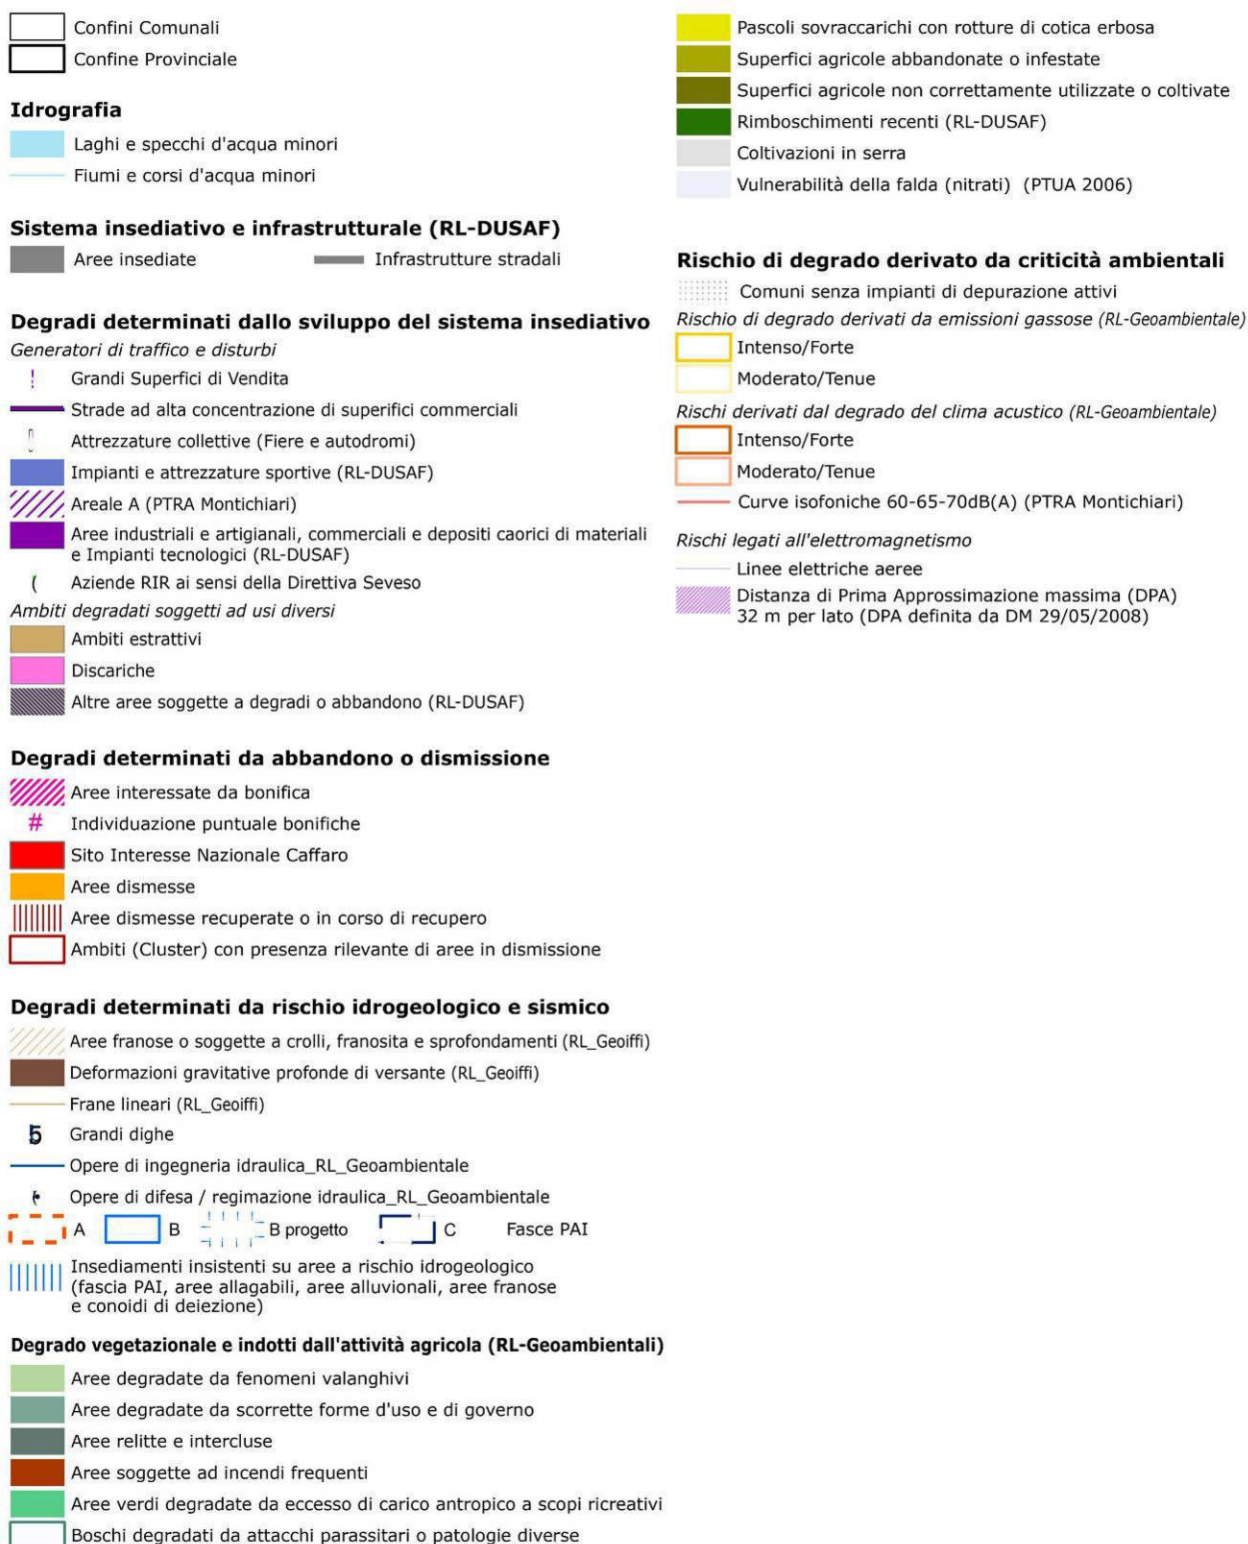 Confini Comunali
Confine Provinciale
Idrografia
Laghi e specchi d'acqua minori
Fiumi e corsi d'acqua minori
Sistema insediativo e infrastrutturale (RL-DUSAF)
Aree insediate
Infrastrutture stradali
Degradi determinati dallo sviluppo del sistema insediativo
Generatori di traffico e disturbi
! Grandi Superfici di Vendita
Strade ad alta concentrazione di superifici commerciali
Attrezzature collettive (Fiere e autodromi)
Impianti e attrezzature sportive (RL-DUSAF)
Areale A (PTRA Montichiari)
Aree industriali e artigianali, commerciali e depositi caorici di materiali
e Impianti tecnologici (RL-DUSAF)
( Aziende RIR ai sensi della Direttiva Seveso
Ambiti degradati soggetti ad usi diversi
Ambiti estrattivi
Discariche
Altre aree soggette a degradi o abbandono (RL-DUSAF)
Degradi determinati da abbandono o dismissione
Aree interessate da bonifica
# Individuazione puntuale bonifiche
Sito Interesse Nazionale Caffaro
Aree dismesse
Aree dismesse recuperate o in corso di recupero
Ambiti (Cluster) con presenza rilevante di aree in dismissione
Degradi determinati da rischio idrogeologico e sismico
Aree franose o soggette a crolli, franosita e sprofondamenti (RL_Geoiffi)
Deformazioni gravitative profonde di versante (RL_Geoiffi)
Frane lineari (RL_Geoiffi)
5 Grandi dighe
Opere di ingegneria idraulica_RL_Geoambientale
Opere di difesa / regimazione idraulica_RL_Geoambientale
A B B progetto C Fasce PAI
Insediamenti insistenti su aree a rischio idrogeologico
(fascia PAI, aree allagabili, aree alluvionali, aree franose
e conoidi di deiezione)
Degrado vegetazionale e indotti dall'attività agricola (RL-Geoambientali)
Aree degradate da fenomeni valanghivi
Aree degradate da scorrette forme d'uso e di governo
Aree relitte e intercluse
Aree soggette ad incendi frequenti
Aree verdi degradate da eccesso di carico antropico a scopi ricreativi
Boschi degradati da attacchi parassitari o patologie diverse
Pascoli sovraccarichi con rotture di cotica erbosa
Superfici agricole abbandonate o infestate
Superfici agricole non correttamente utilizzate o coltivate
Rimboschimenti recenti (RL-DUSAF)
Coltivazioni in serra
Vulnerabilità della falda (nitrati) (PTUA 2006)
Rischio di degrado derivato da criticità ambientali
Comuni senza impianti di depurazione attivi
Rischio di degrado derivati da emissioni gassose (RL-Geoambientale)
Intenso/Forte
Moderato/Tenue
Rischi derivati dal degrado del clima acustico (RL-Geoambientale)
Intenso/Forte
Moderato/Tenue
Curve isofoniche 60-65-70dB(A) (PTRA Montichiari)
Rischi legati all'elettromagnetismo
Linee elettriche aeree
Distanza di Prima Approssimazione massima (DPA)
32 m per lato (DPA definita da DM 29/05/2008)